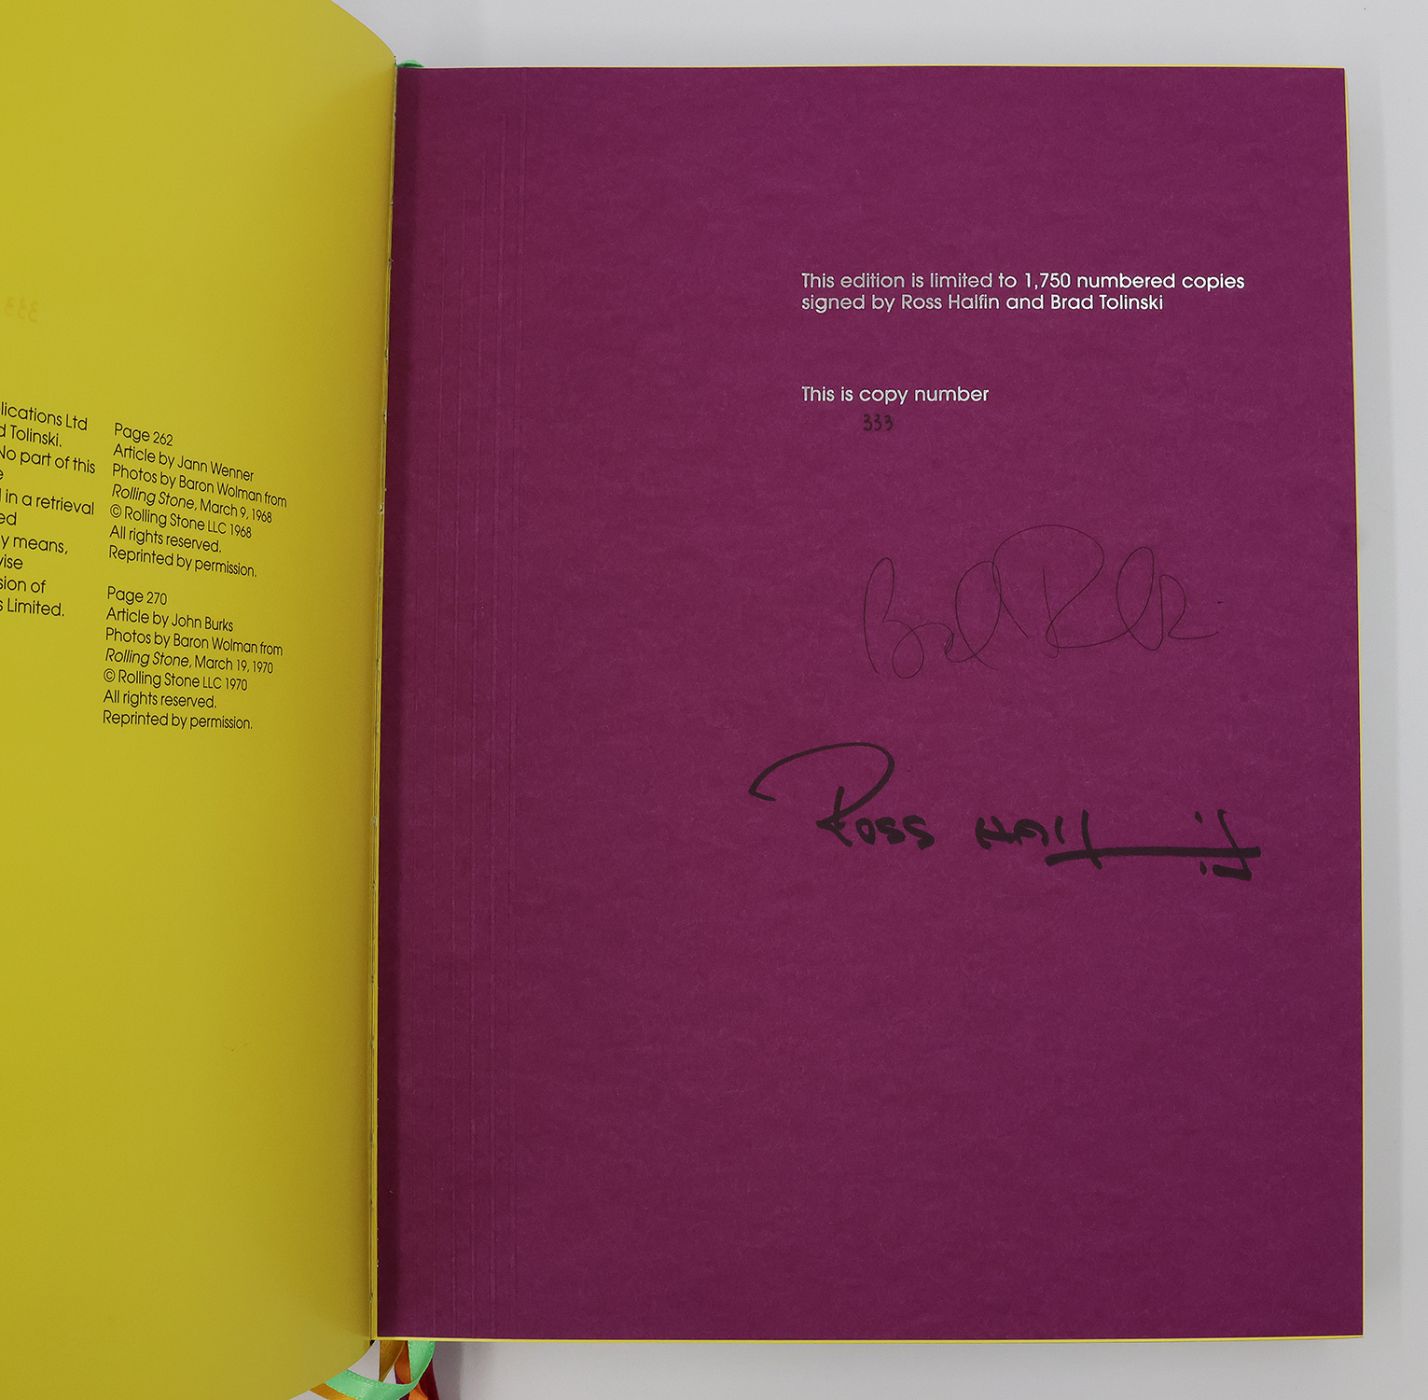 lications Ltd
d Tolinski.
No part of this
e
in a retrieval
ed
y means,
vise
sion of
s Limited.
Page 262
Article by Jann Wenner
Photos by Baron Wolman from
Rolling Stone, March 9, 1968
© Rolling Stone LLC 1968
All rights reserved.
Reprinted by permission.
Page 270
Article by John Burks
Photos by Baron Wolman from
Rolling Stone, March 19, 1970
© Rolling Stone LLC 1970
All rights reserved.
Reprinted by permission.
This edition is limited to 1,750 numbered copies
signed by Ross Halfin and Brad Tolinski
This is copy number
333
Brad
Ross Halfin